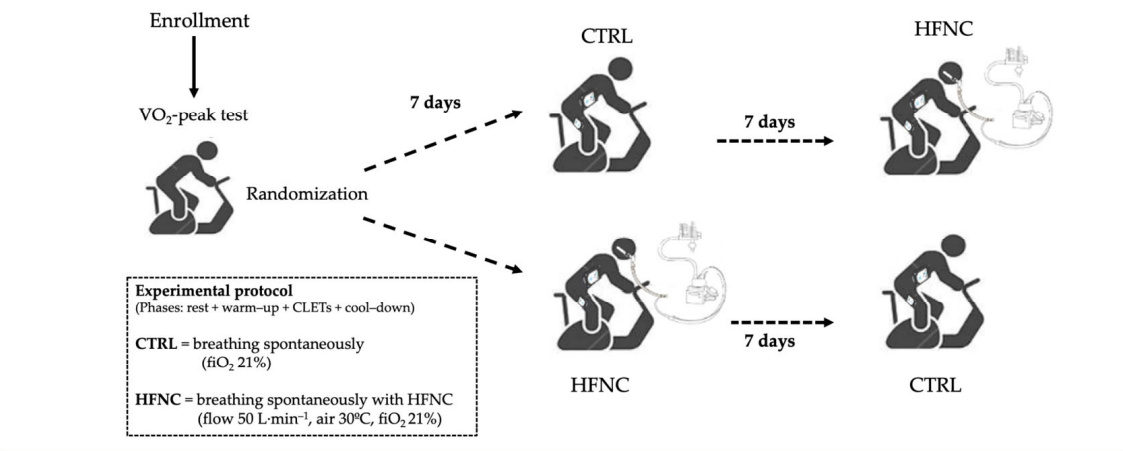 Enrollment
VO₂-peak test
Randomization
7 days
CTRL
7 days
HFNC
HFNC
7 days
CTRL
Experimental protocol
(Phases: rest + warm–up + CLETs + cool–down)
CTRL = breathing spontaneously
(fiO₂ 21%)
HFNC = breathing spontaneously with HFNC
(flow 50 L·min⁻¹, air 30ºC, fiO₂ 21%)